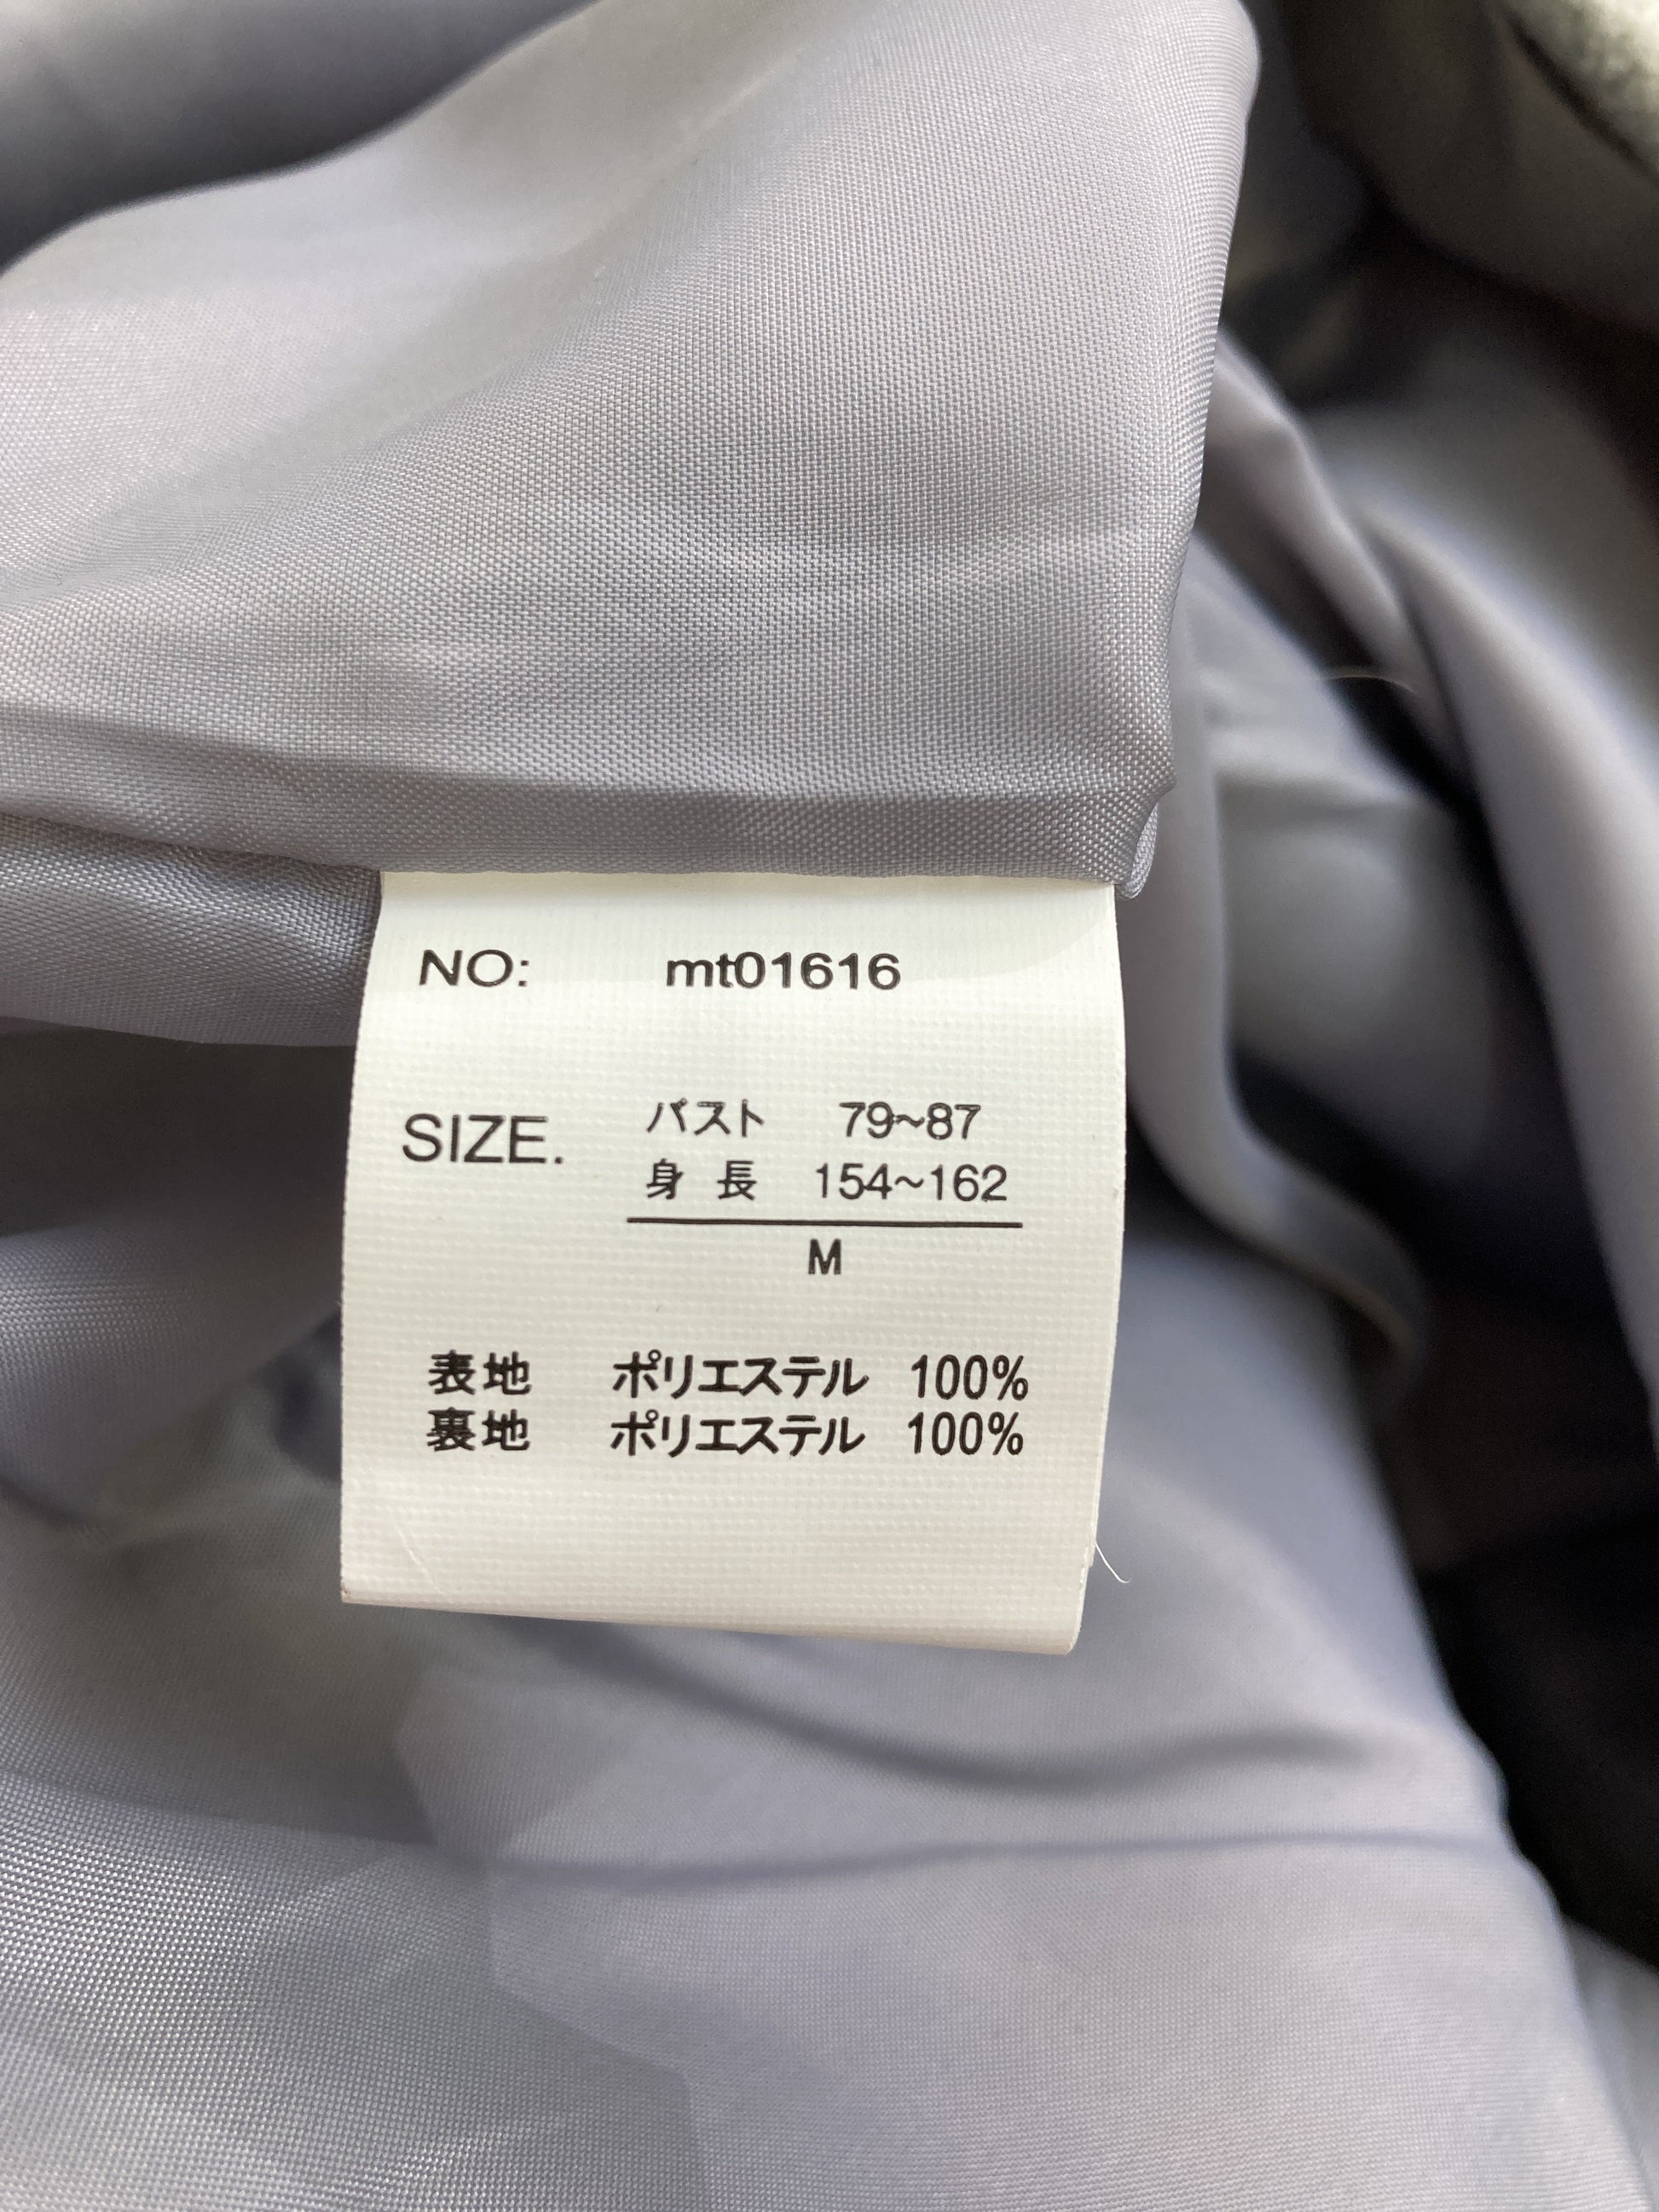 NO: mt01616
SIZE. バスト 79~87
身長 154~162
M
表地 ポリエステル 100%
裏地 ポリエステル 100%